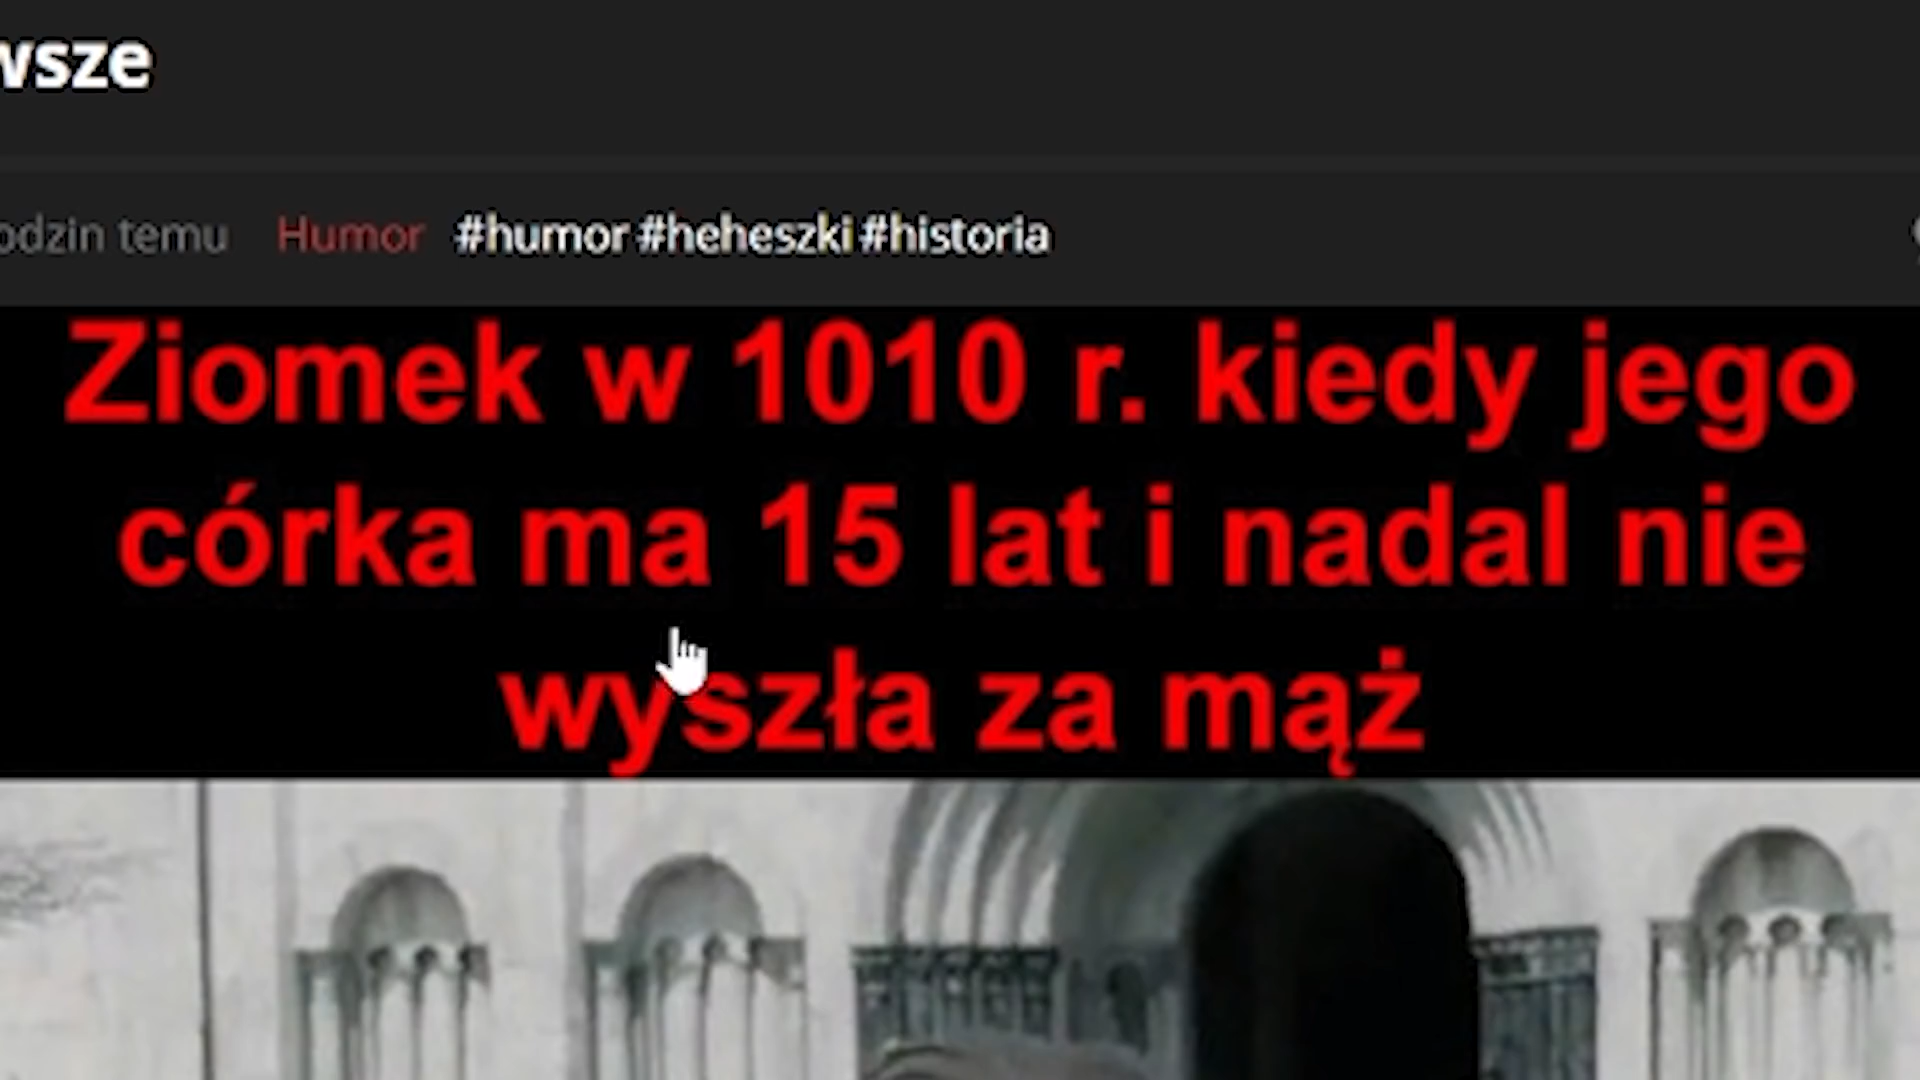 wsze
odzin temu Humor #humor #heheszki #historia
Ziomek w 1010 r. kiedy jego
córka ma 15 lat i nadal nie
wyszła za mąż